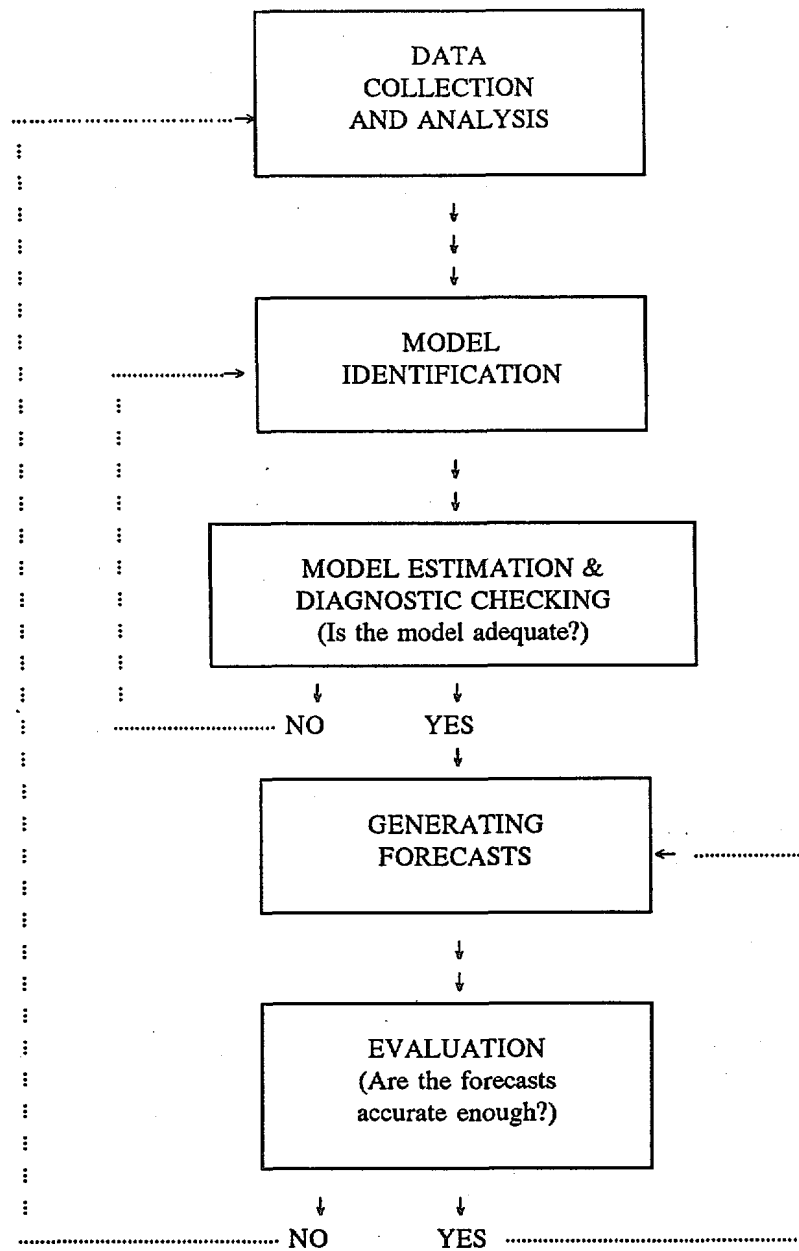 DATA
COLLECTION
AND ANALYSIS
MODEL
IDENTIFICATION
MODEL ESTIMATION &
DIAGNOSTIC CHECKING
(Is the model adequate?)
NO YES
GENERATING
FORECASTS
EVALUATION
(Are the forecasts
accurate enough?)
NO YES